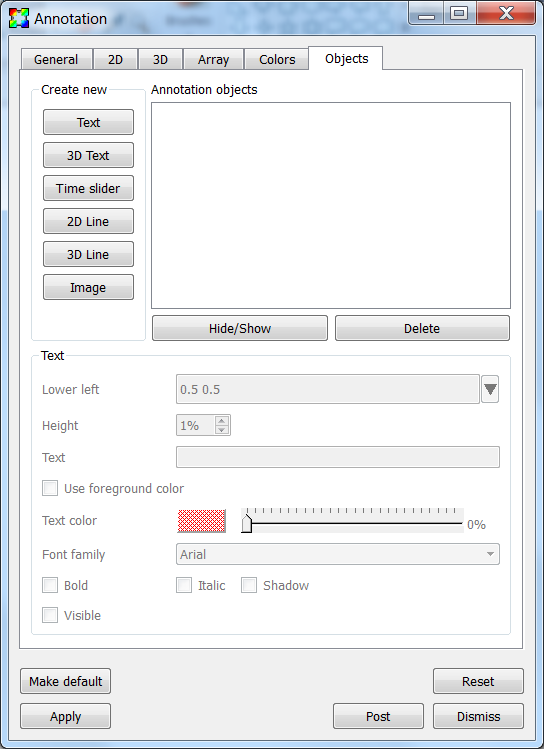 Annotation
General 2D 3D Array Colors Objects
Create new Annotation objects
Text
3D Text
Time slider
2D Line
3D Line
Image
Hide/Show Delete
Text
Lower left 0.5 0.5
Height 1%
Text
Use foreground color
Text color 0%
Font family Arial
Bold Italic Shadow
Visible
Make default Reset
Apply Post Dismiss